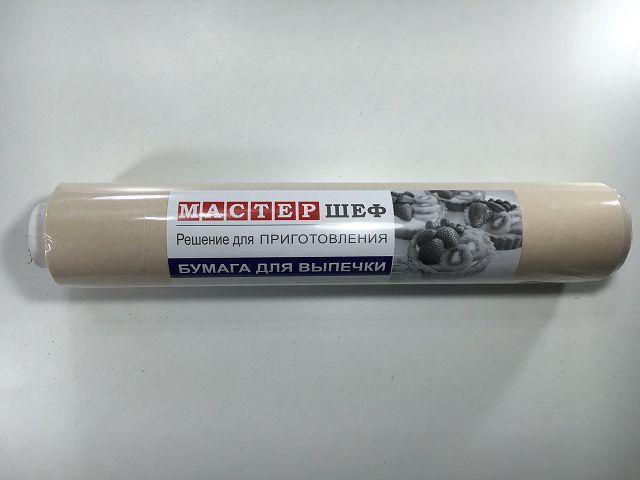 МАСТЕР ШЕФ
Решение для ПРИГОТОВЛЕНИЯ
БУМАГА ДЛЯ ВЫПЕЧКИ